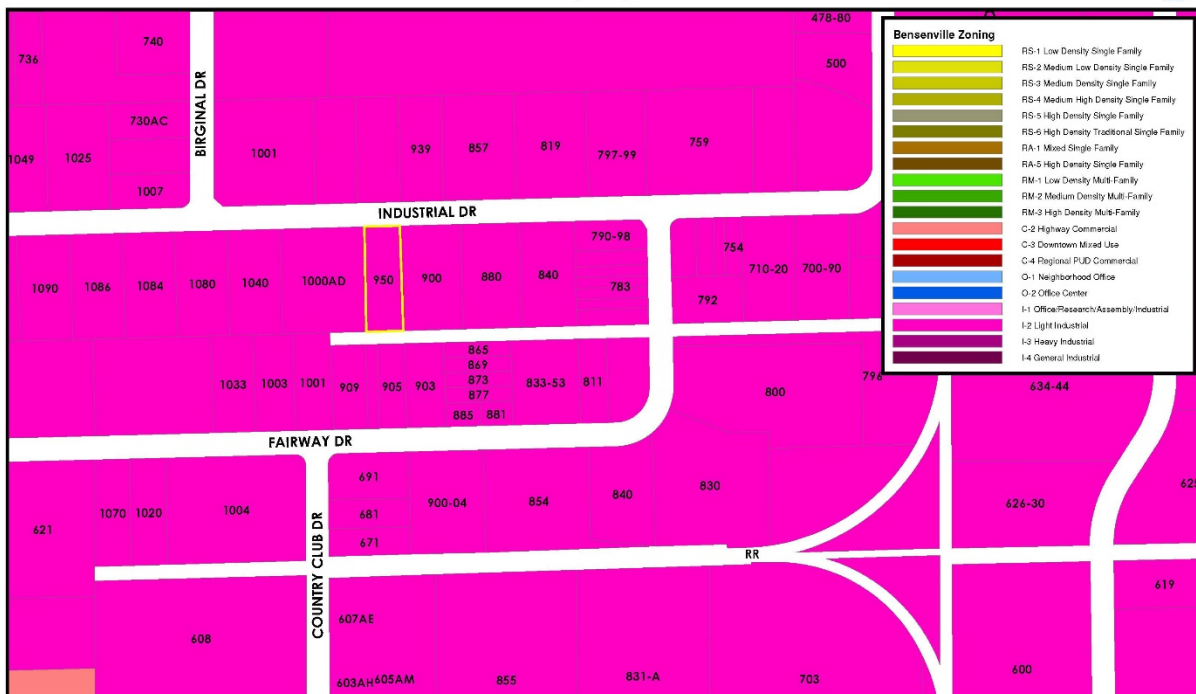 478-80
740
736
500
Bensenville Zoning
RS-1 Low Density Single Family
RS-2 Medium Low Density Single Family
RS-3 Medium Density Single Family
RS-4 Medium High Density Single Family
RS-5 High Density Single Family
RS-6 High Density Traditional Single Family
RA-1 Mixed Single Family
RA-5 High Density Single Family
RM-1 Low Density Multi-Family
RM-2 Medium Density Multi-Family
RM-3 High Density Multi-Family
C-2 Highway Commercial
C-3 Downtown Mixed Use
C-4 Regional PUD Commercial
O-1 Neighborhood Office
O-2 Office Center
I-1 Office/Research/Assembly/Industrial
I-2 Light Industrial
I-3 Heavy Industrial
I-4 General Industrial
BIRGINAL DR
730AC
1049
1025
1007
1001
939
857
819
797-99
759
INDUSTRIAL DR
1090
1086
1084
1080
1040
1000AD
950
900
880
840
790-98
783
754
792
710-20
700-90
1033
1003
1001
909
905
903
865
869
873
877
885
881
833-53
811
800
796
634-44
FAIRWAY DR
621
1070
1020
1004
691
681
671
900-04
854
840
830
626-30
RR
COUNTRY CLUB DR
619
608
607AE
603AH
605AM
855
831-A
703
600